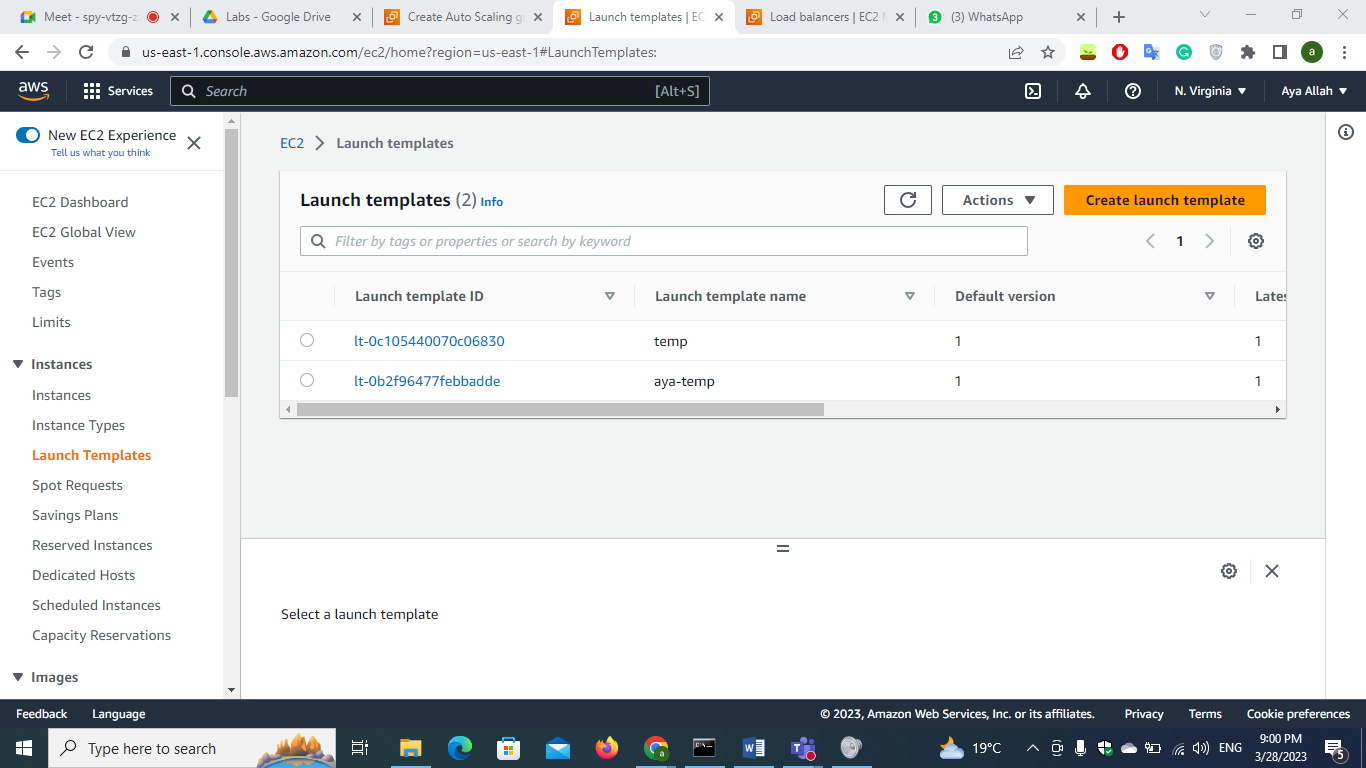 Meet - spy-vtzg-z
Labs - Google Drive
Create Auto Scaling g
Launch templates | EC
Load balancers | EC2 M
3
(3) WhatsApp
us-east-1.console.aws.amazon.com/ec2/home?region=us-east-1#LaunchTemplates:
a
aws
Services
Search
[Alt+S]
N. Virginia
Aya Allah
New EC2 Experience
Tell us what you think
EC2 Dashboard
EC2 Global View
Events
Tags
Limits
Instances
Instances
Instance Types
Launch Templates
Spot Requests
Savings Plans
Reserved Instances
Dedicated Hosts
Scheduled Instances
Capacity Reservations
Images
EC2 > Launch templates
Launch templates (2) Info
Actions
Create launch template
Filter by tags or properties or search by keyword
1
Launch template ID Launch template name Default version Lates
lt-0c105440070c06830 temp 1 1
lt-0b2f96477febbadde aya-temp 1 1
Select a launch template
Feedback Language
© 2023, Amazon Web Services, Inc. or its affiliates. Privacy Terms Cookie preferences
Type here to search
19°C
ENG
9:00 PM
3/28/2023
5